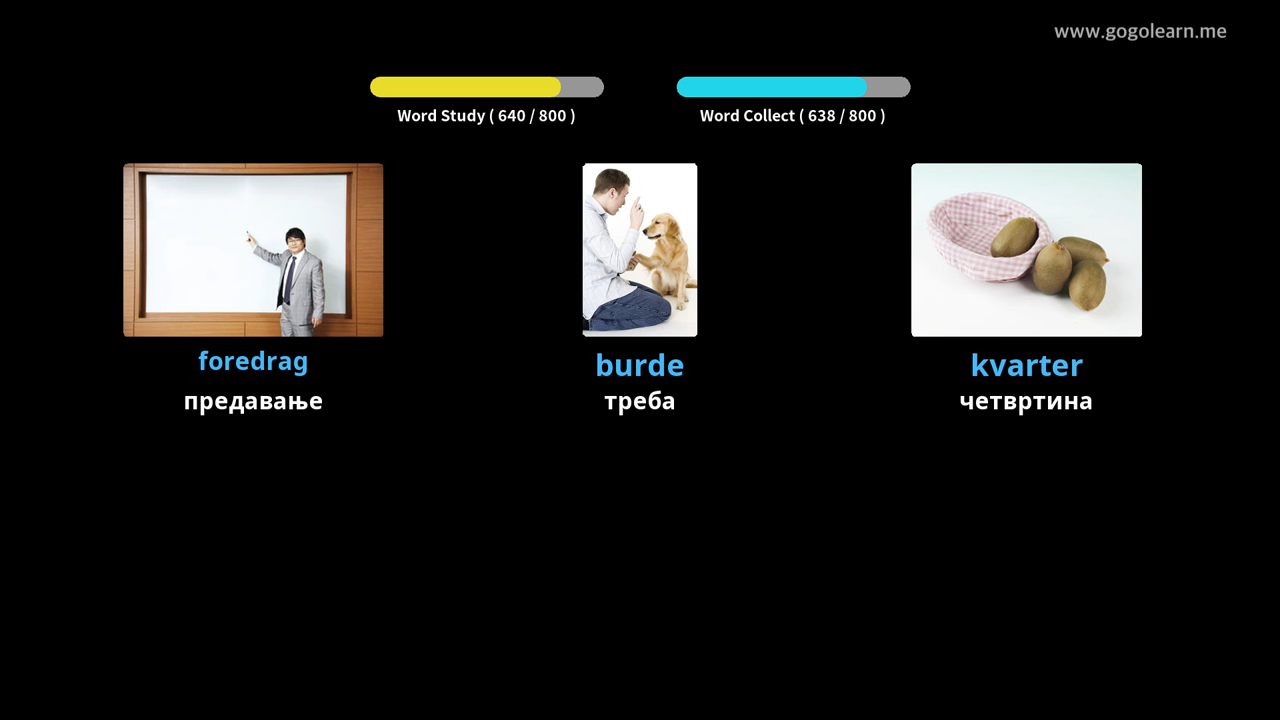 www.gogolearn.me
Word Study ( 640 / 800 )
Word Collect ( 638 / 800 )
foredrag
предавање
burde
треба
kvarter
четвртина